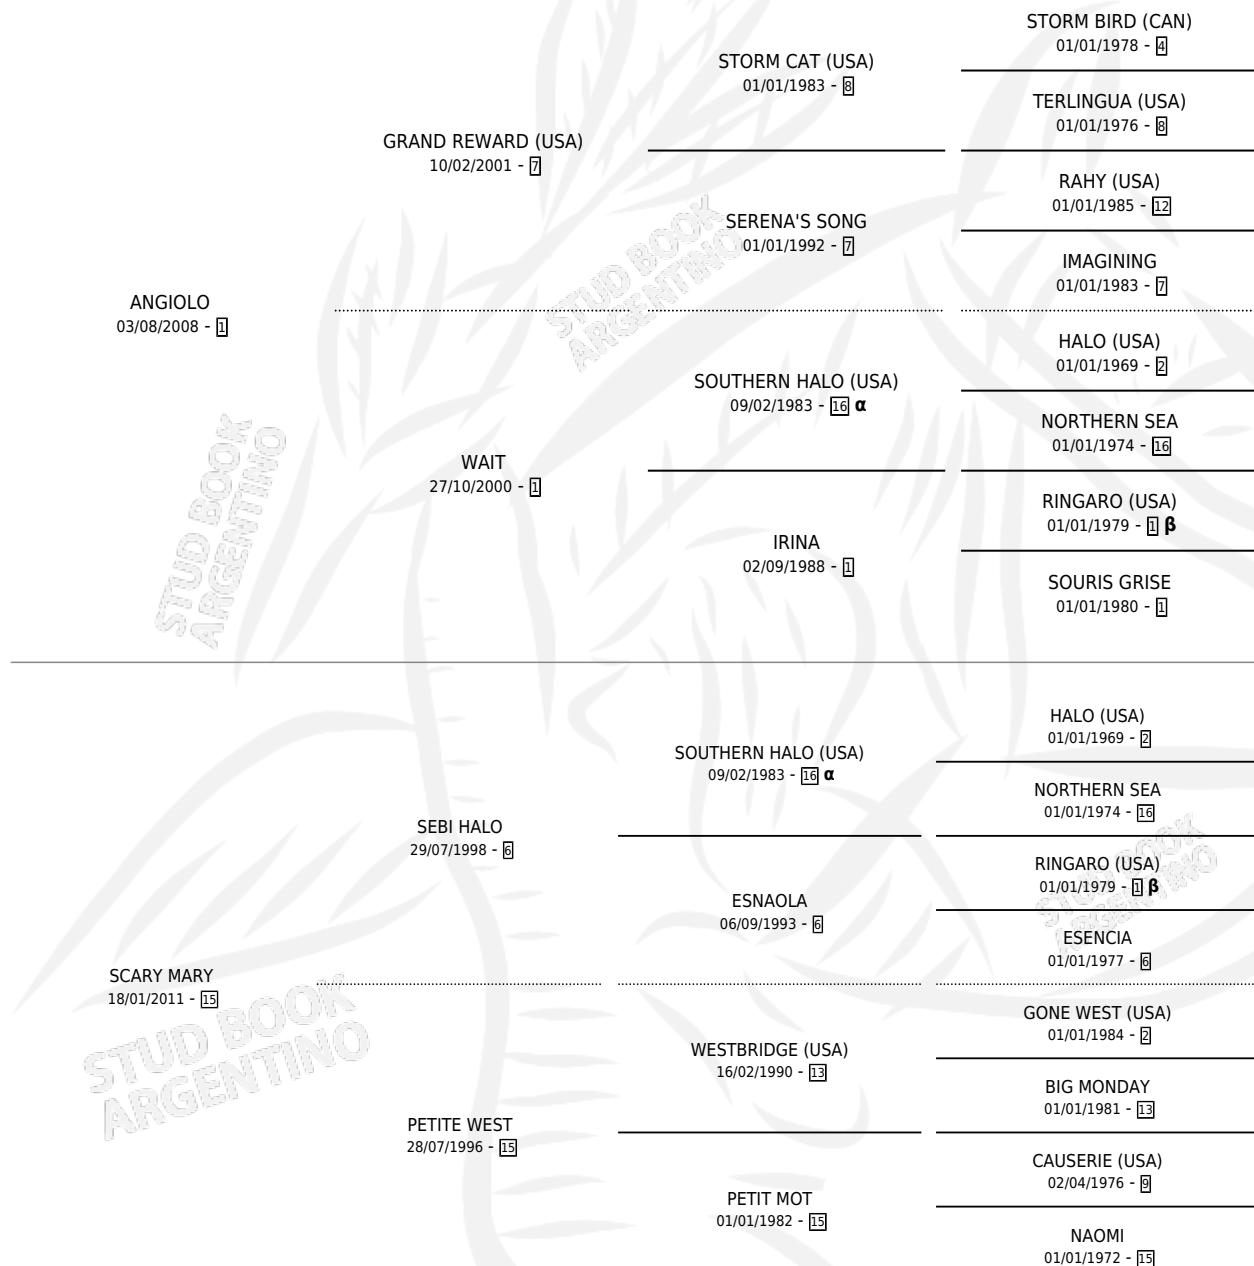 STORM BIRD (CAN)
01/01/1978 - 4
STORM CAT (USA)
01/01/1983 - 8
TERLINGUA (USA)
01/01/1976 - 8
GRAND REWARD (USA)
10/02/2001 - 7
RAHY (USA)
01/01/1985 - 12
SERENA'S SONG
01/01/1992 - 7
IMAGINING
01/01/1983 - 7
ANGIOLO
03/08/2008 - 1
HALO (USA)
01/01/1969 - 2
SOUTHERN HALO (USA)
09/02/1983 - 16 α
NORTHERN SEA
01/01/1974 - 16
WAIT
27/10/2000 - 1
RINGARO (USA)
01/01/1979 - 1 β
IRINA
02/09/1988 - 1
SOURIS GRISE
01/01/1980 - 1
HALO (USA)
01/01/1969 - 2
SOUTHERN HALO (USA)
09/02/1983 - 16 α
NORTHERN SEA
01/01/1974 - 16
SEBI HALO
29/07/1998 - 6
RINGARO (USA)
01/01/1979 - 1 β
ESNAOLA
06/09/1993 - 6
ESENCIA
01/01/1977 - 6
SCARY MARY
18/01/2011 - 15
GONE WEST (USA)
01/01/1984 - 2
WESTBRIDGE (USA)
16/02/1990 - 13
BIG MONDAY
01/01/1981 - 13
PETITE WEST
28/07/1996 - 15
CAUSERIE (USA)
02/04/1976 - 9
PETIT MOT
01/01/1982 - 15
NAOMI
01/01/1972 - 15
STUD BOOK
ARGENTINO
STUD BOOK
ARGENTINO
STUD BOOK
ARGENTINO
STUD BOOK
ARGENTINO